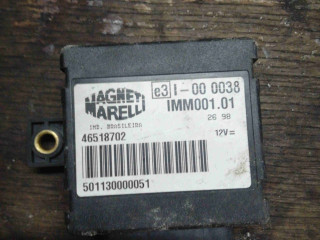 MAGNETI MARELLI
e3 I-00 0038
IMM001.01
IND. BRASILEIRA
26 98
46518702
12V=
501130000051